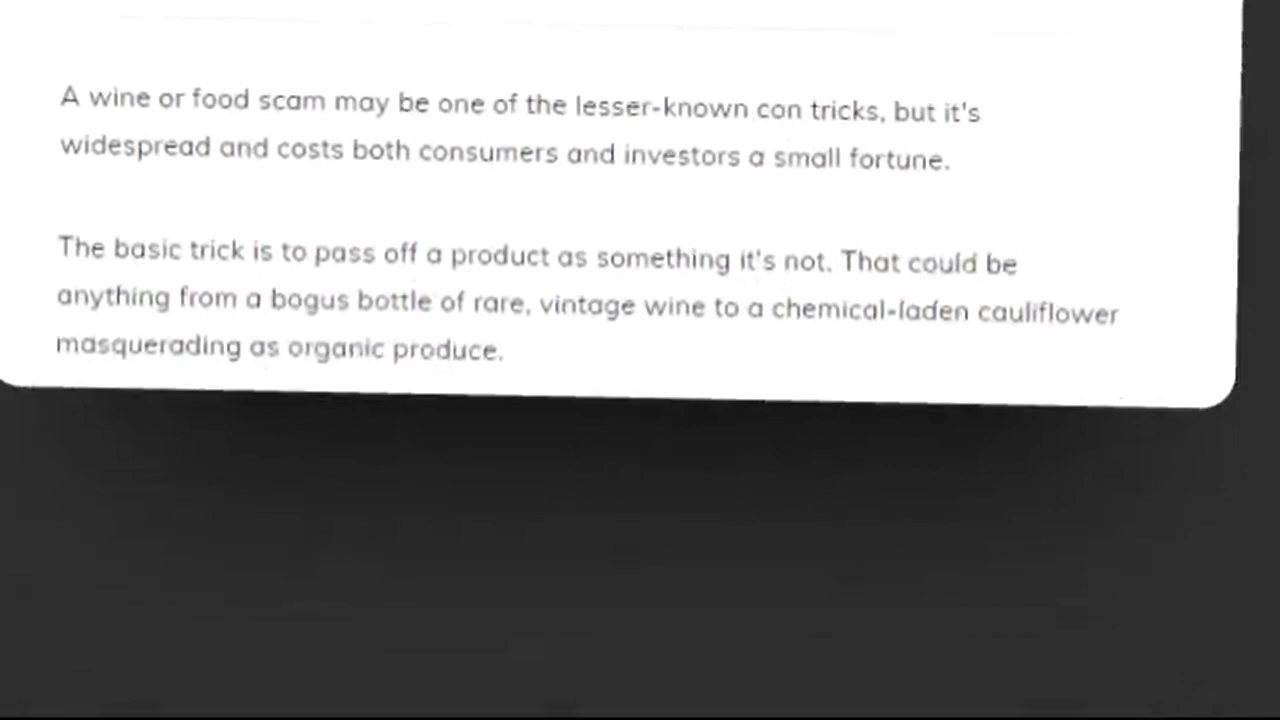 A wine or food scam may be one of the lesser-known con tricks, but it's
widespread and costs both consumers and investors a small fortune.
The basic trick is to pass off a product as something it's not. That could be
anything from a bogus bottle of rare, vintage wine to a chemical-laden cauliflower
masquerading as organic produce.